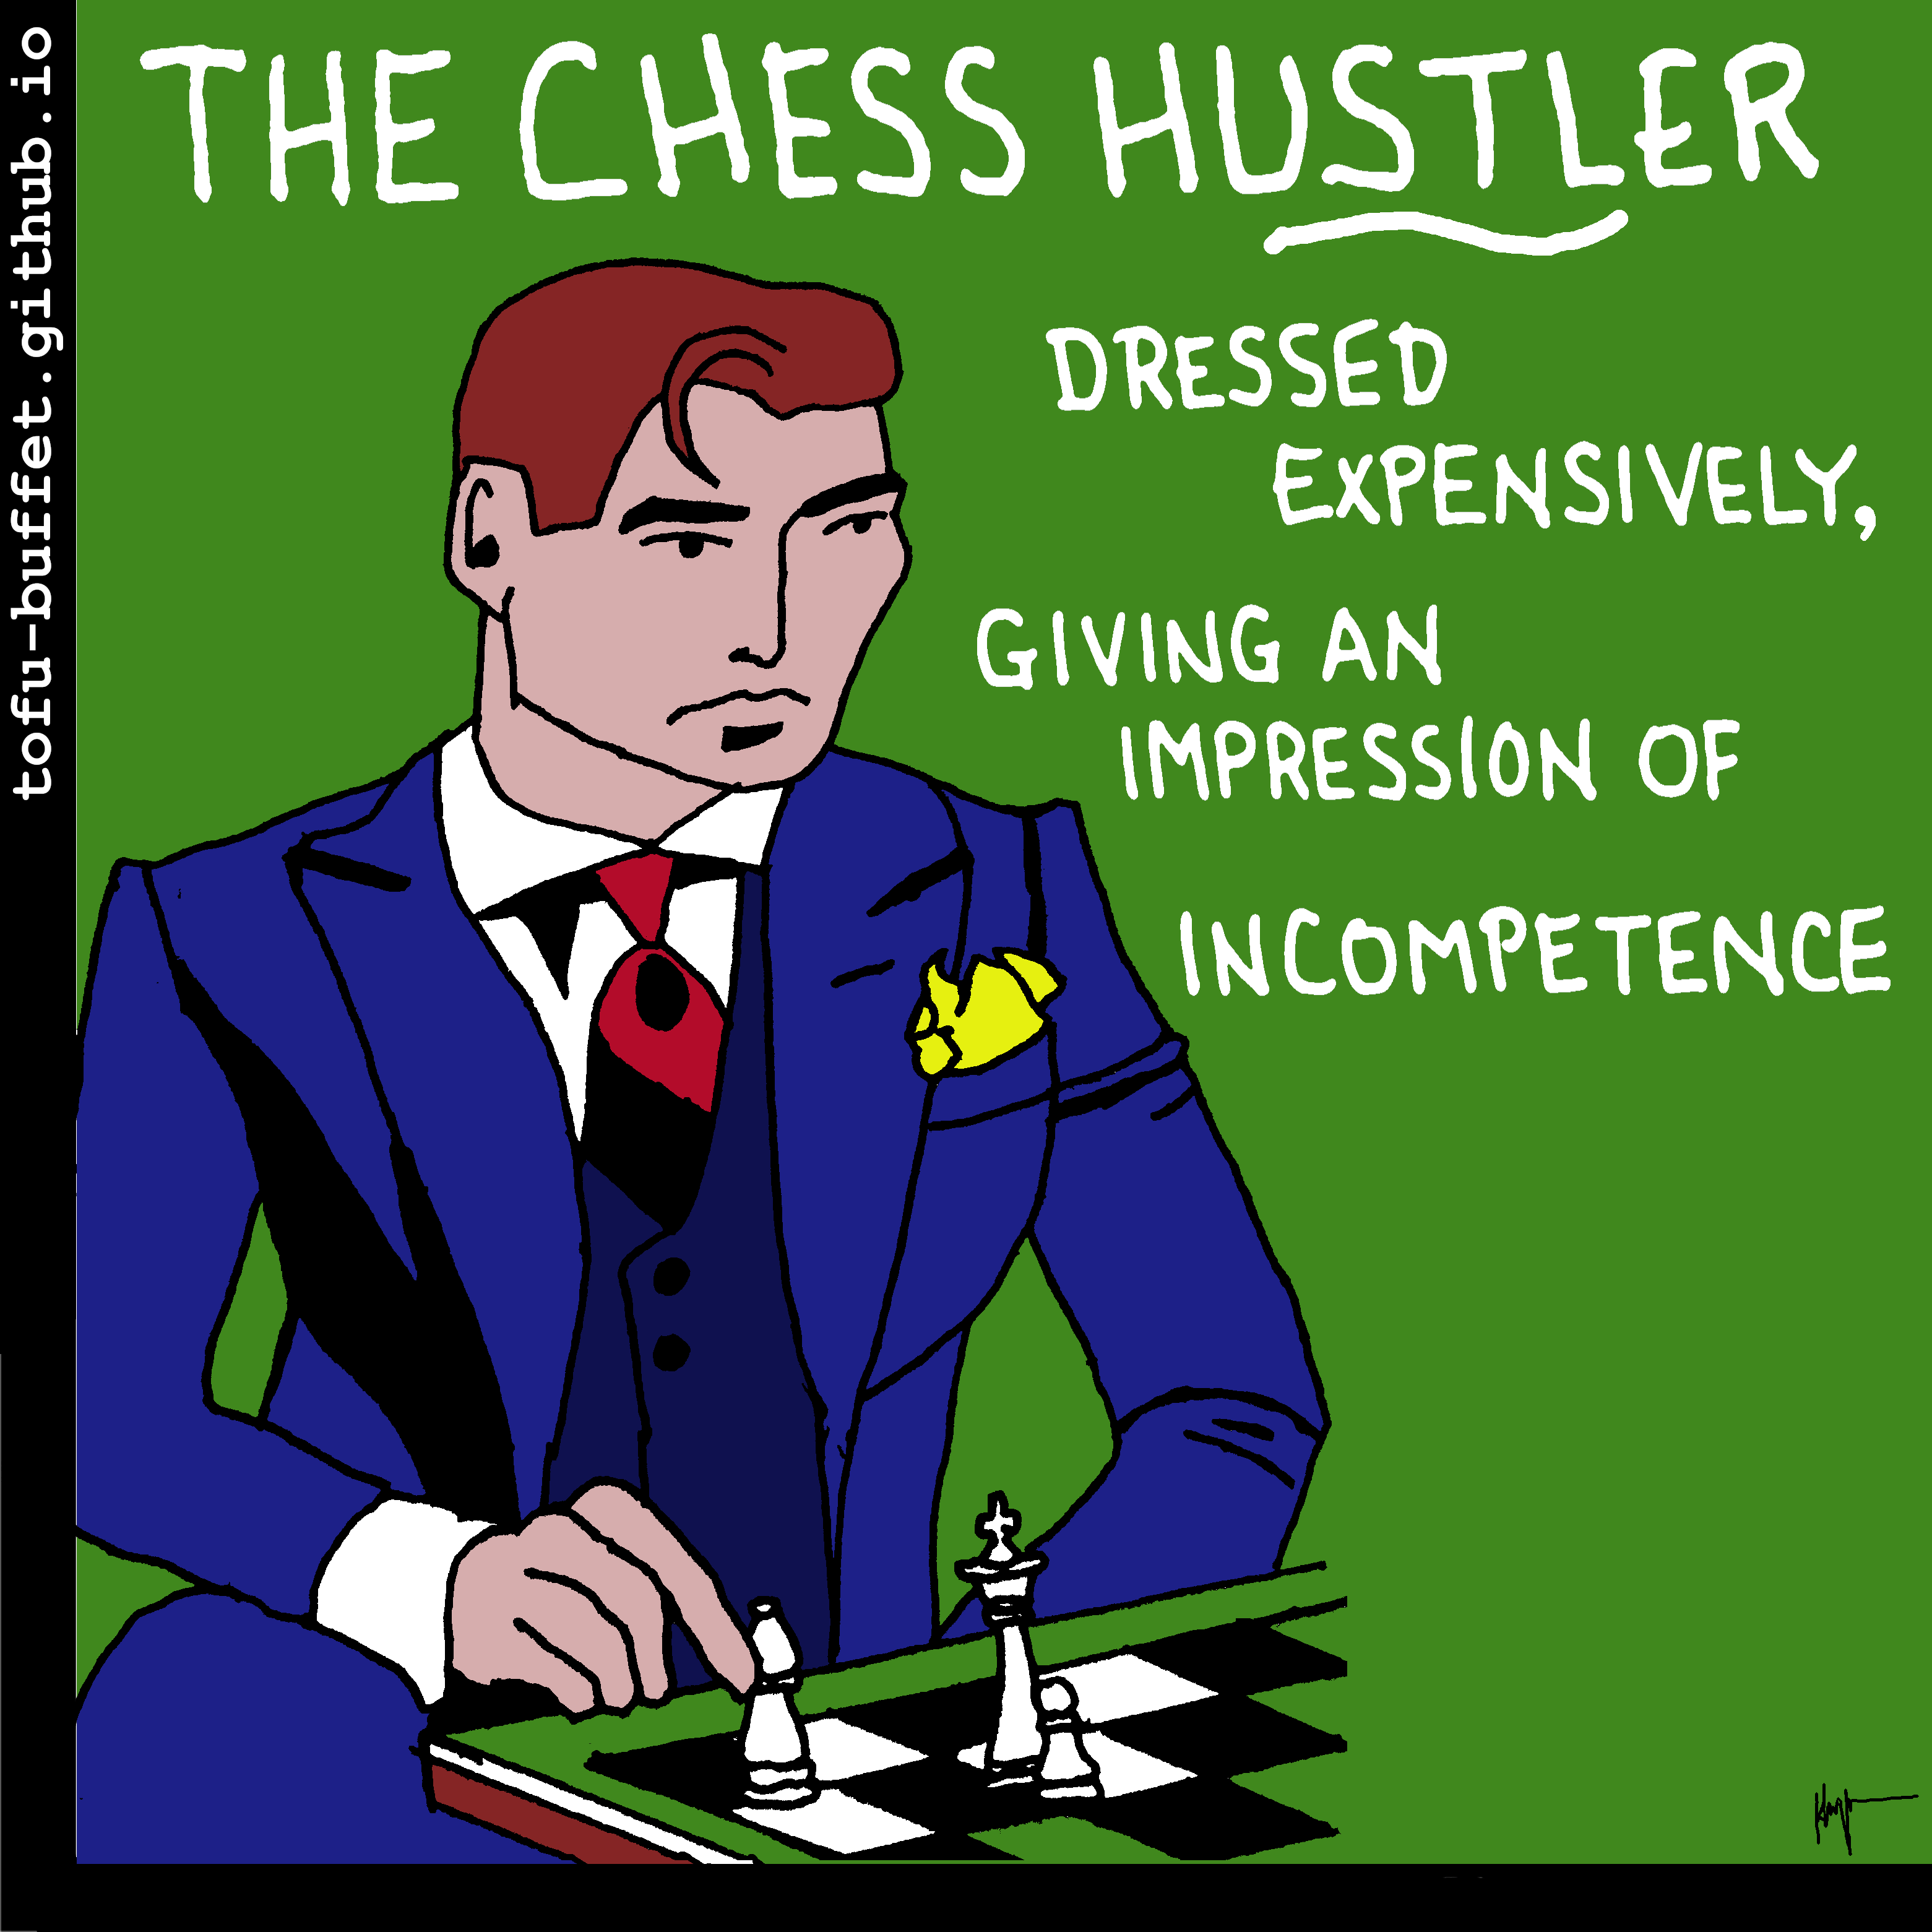 THE CHESS HUSTLER
DRESSED
EXPENSIVELY,
GIVING AN
IMPRESSION OF
INCOMPETENCE
tofu-buffet.github.io